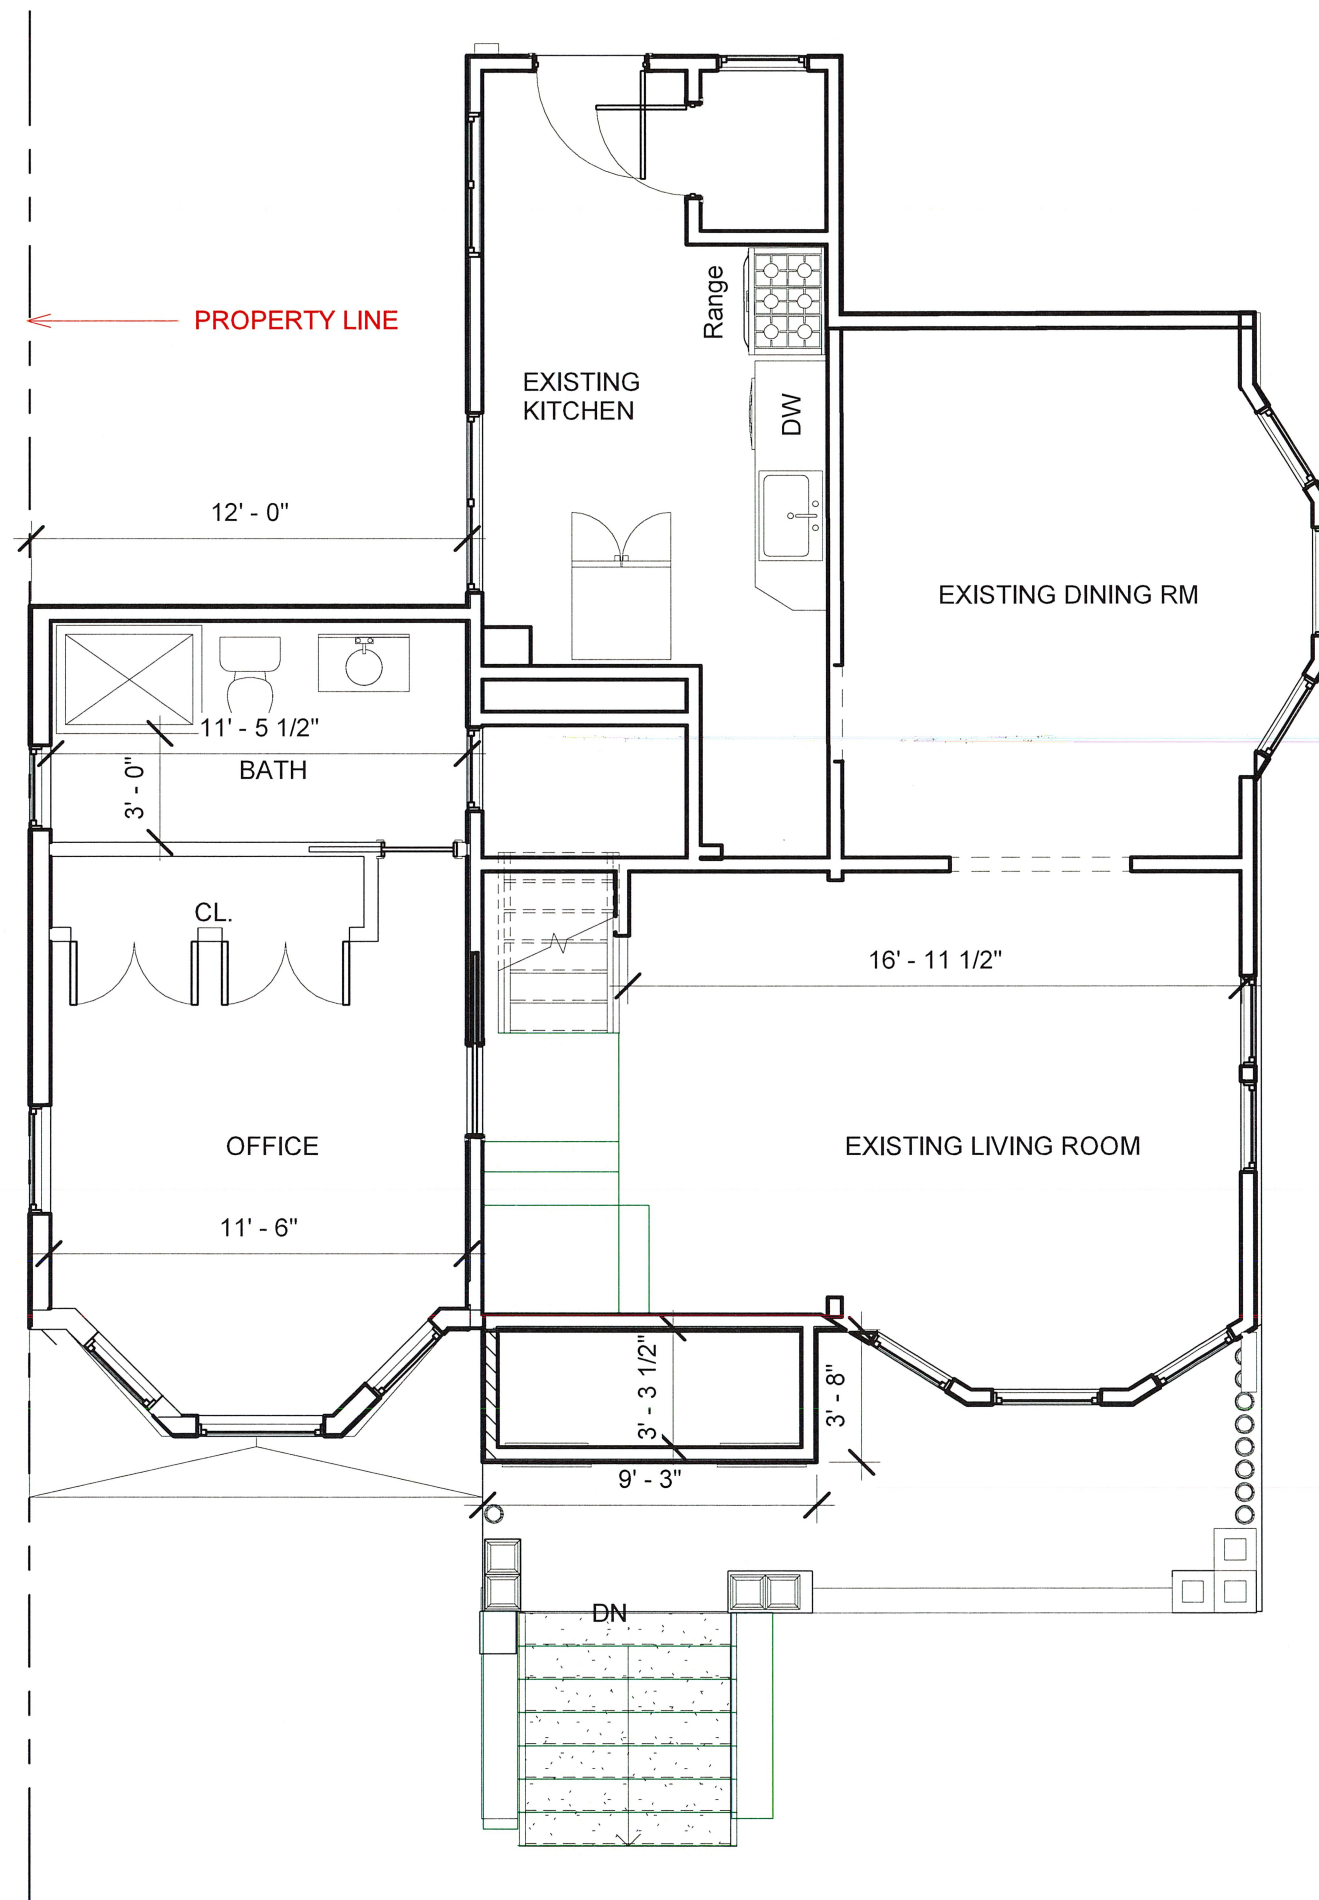 Range
PROPERTY LINE
EXISTING
KITCHEN
DW
12' - 0"
EXISTING DINING RM
11' - 5 1/2"
BATH
3' - 0"
CL.
16' - 11 1/2"
OFFICE
EXISTING LIVING ROOM
11' - 6"
3' - 3 1/2"
3' - 8"
9' - 3"
DN